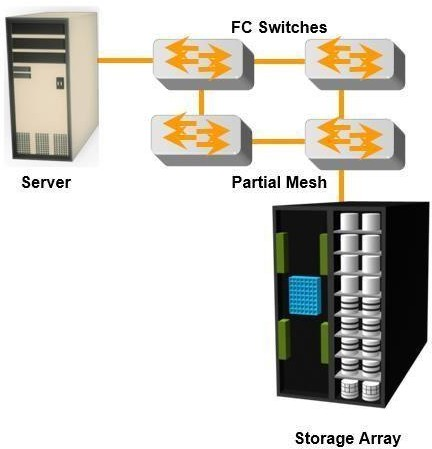 FC Switches
Server
Partial Mesh
Storage Array